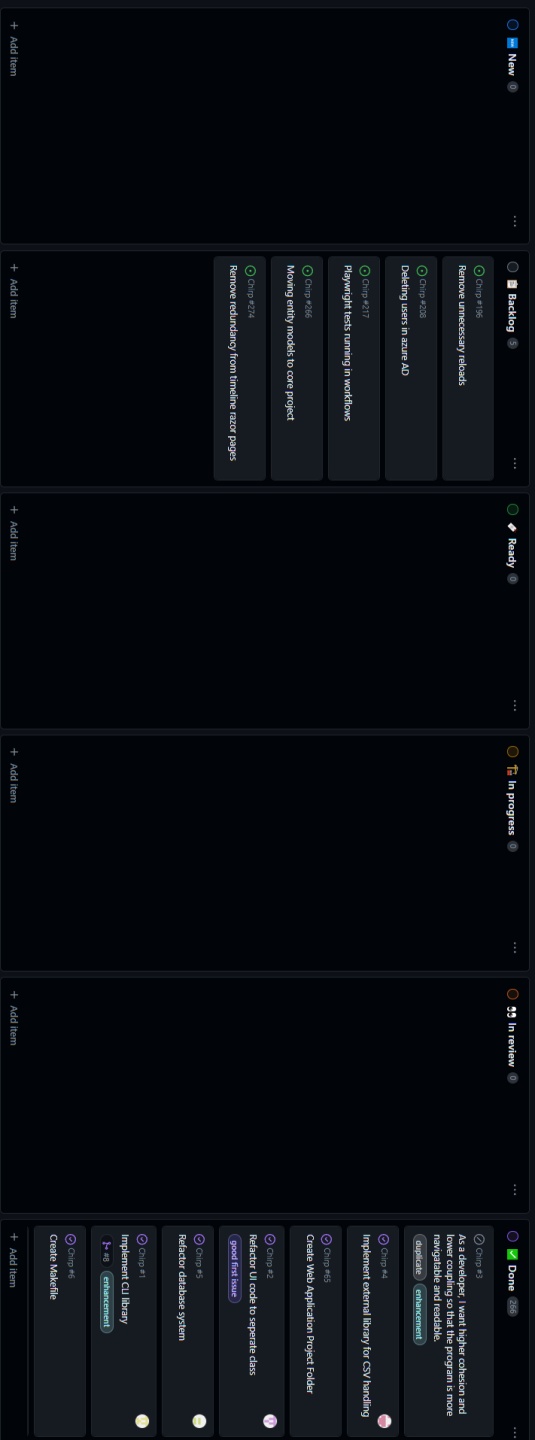 New 0
+ Add item
Backlog 5
Chirp #196
Remove unnecessary reloads
Chirp #208
Deleting users in azure AD
Chirp #217
Playwright tests running in workflows
Chirp #266
Moving entity models to core project
Chirp #274
Remove redundancy from timeline razor pages
+ Add item
Ready 0
+ Add item
In progress 0
+ Add item
In review 0
+ Add item
Done 266
Chirp #3
As a developer, I want higher cohesion and
lower coupling so that the program is more
navigatable and readable.
duplicate enhancement
Chirp #4
Implement external library for CSV handling
Chirp #65
Create Web Application Project Folder
Chirp #2
Refactor UI code to seperate class
good first issue
Chirp #5
Refactor database system
Chirp #1
Implement CLI library
#8 enhancement
Chirp #6
Create Makefile
+ Add item